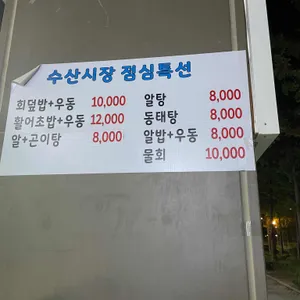 수산시장 점심특선
회덮밥+우동 10,000
활어초밥+우동 12,000
알+곤이탕 8,000
알탕 8,000
동태탕 8,000
알밥+우동 8,000
물회 10,000